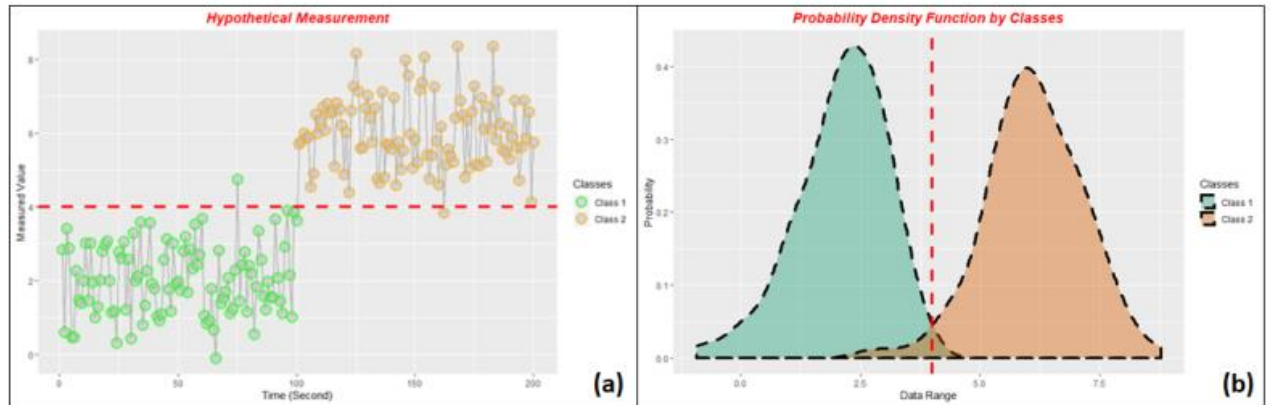 Hypothetical Measurement
8
6
4
2
0
Measured Value
0
50
100
150
200
Time (Second)
Classes
Class 1
Class 2
(a)
Probability Density Function by Classes
0.4
0.3
0.2
0.1
0.0
Probability
0.0
2.5
5.0
7.5
Data Range
Classes
Class 1
Class 2
(b)